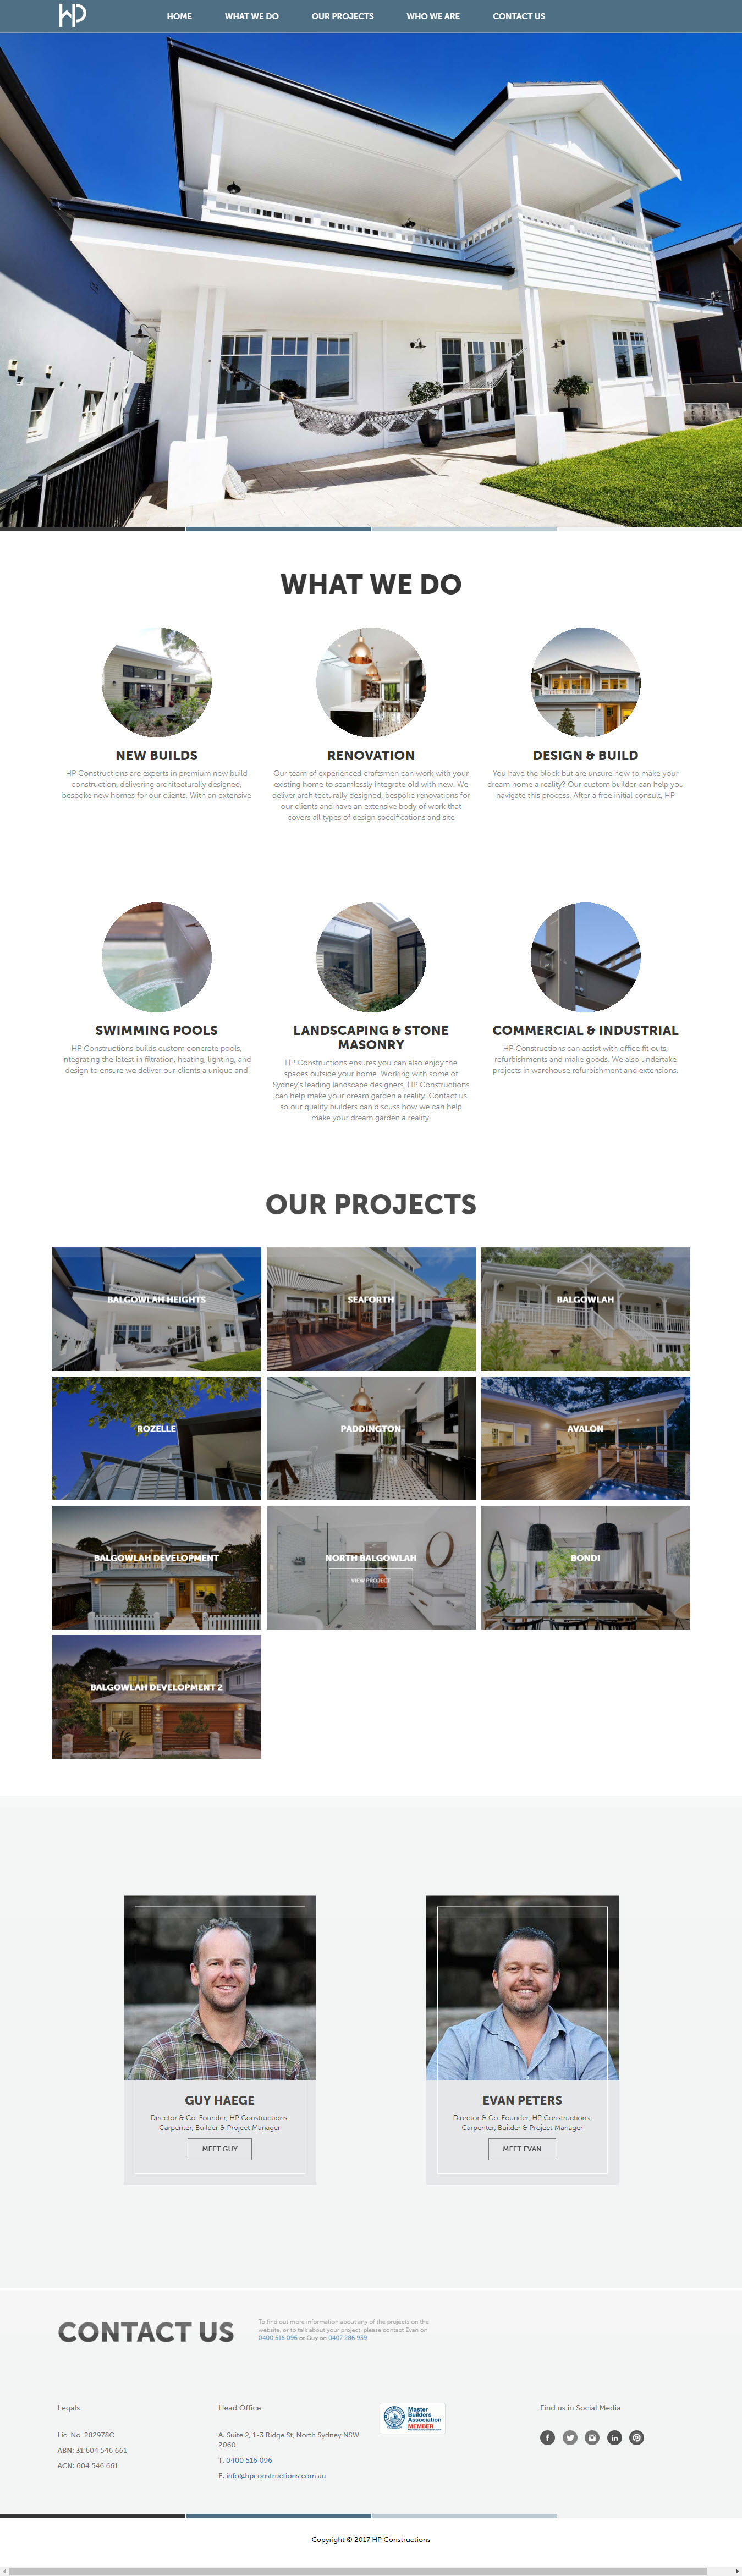 HP
HOME WHAT WE DO OUR PROJECTS WHO WE ARE CONTACT US
WHAT WE DO
NEW BUILDS
HP Constructions are experts in premium new build
construction, delivering architecturally designed,
bespoke new homes for our clients. With an extensive
RENOVATION
Our team of experienced craftsmen can work with your
existing home to seamlessly integrate old with new. We
deliver architecturally designed, bespoke renovations for
our clients and have an extensive body of work that
covers all types of design specifications and site
DESIGN & BUILD
You have the block but are unsure how to make your
dream home a reality? Our custom builder can help you
navigate this process. After a free initial consult, HP
SWIMMING POOLS
HP Constructions builds custom concrete pools,
integrating the latest in filtration, heating, lighting, and
design to ensure we deliver our clients a unique and
LANDSCAPING & STONE
MASONRY
HP Constructions ensures you can also enjoy the
spaces outside your home. Working with some of
Sydney's leading landscape designers, HP Constructions
can help make your dream garden a reality. Contact us
so our quality builders can discuss how we can help
make your dream garden a reality.
COMMERCIAL & INDUSTRIAL
HP Constructions can assist with office fit outs,
refurbishments and make goods. We also undertake
projects in warehouse refurbishment and extensions.
OUR PROJECTS
BALGOWLAH HEIGHTS
SEAFORTH
BALGOWLAH
ROZELLE
PADDINGTON
AVALON
BALGOWLAH DEVELOPMENT
NORTH BALGOWLAH
VIEW PROJECT
BONDI
BALGOWLAH DEVELOPMENT 2
GUY HAEGE
Director & Co-Founder, HP Constructions.
Carpenter, Builder & Project Manager
MEET GUY
EVAN PETERS
Director & Co-Founder, HP Constructions.
Carpenter, Builder & Project Manager
MEET EVAN
CONTACT US
To find out more information about any of the projects on the
website, or to talk about your project, please contact Evan on
0400 516 096 or Guy on 0407 286 939
Legals
Lic. No. 282978C
ABN: 31 604 546 661
ACN: 604 546 661
Head Office
A. Suite 2, 1-3 Ridge St, North Sydney NSW
2060
T. 0400 516 096
E. info@hpconstructions.com.au
Master
Builders
Association
MEMBER
Find us in Social Media
Copyright © 2017 HP Constructions